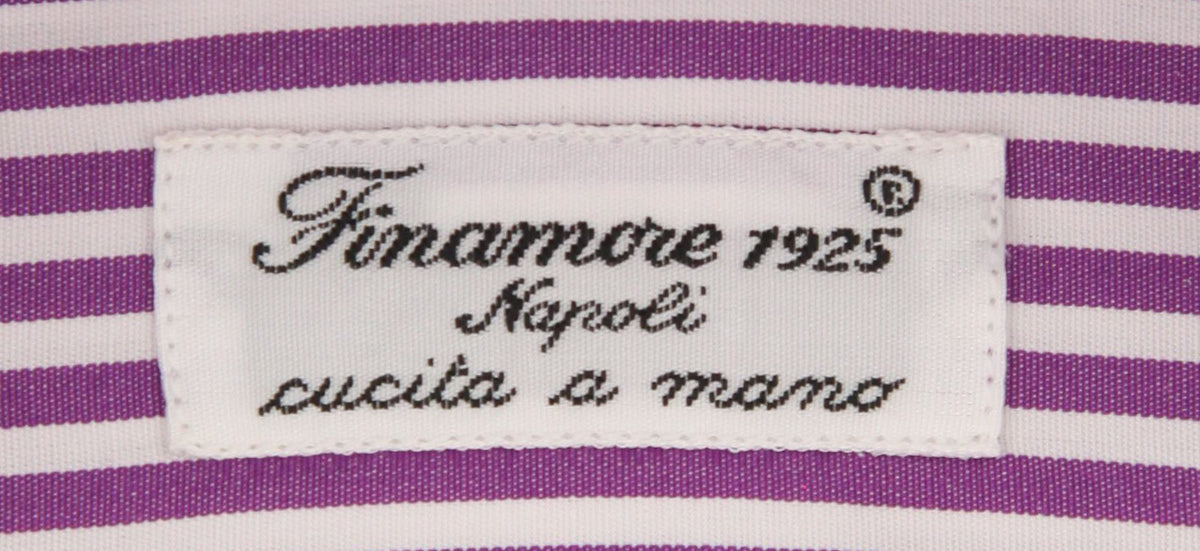 Finamore 1925 ®
Napoli
cucita a mano